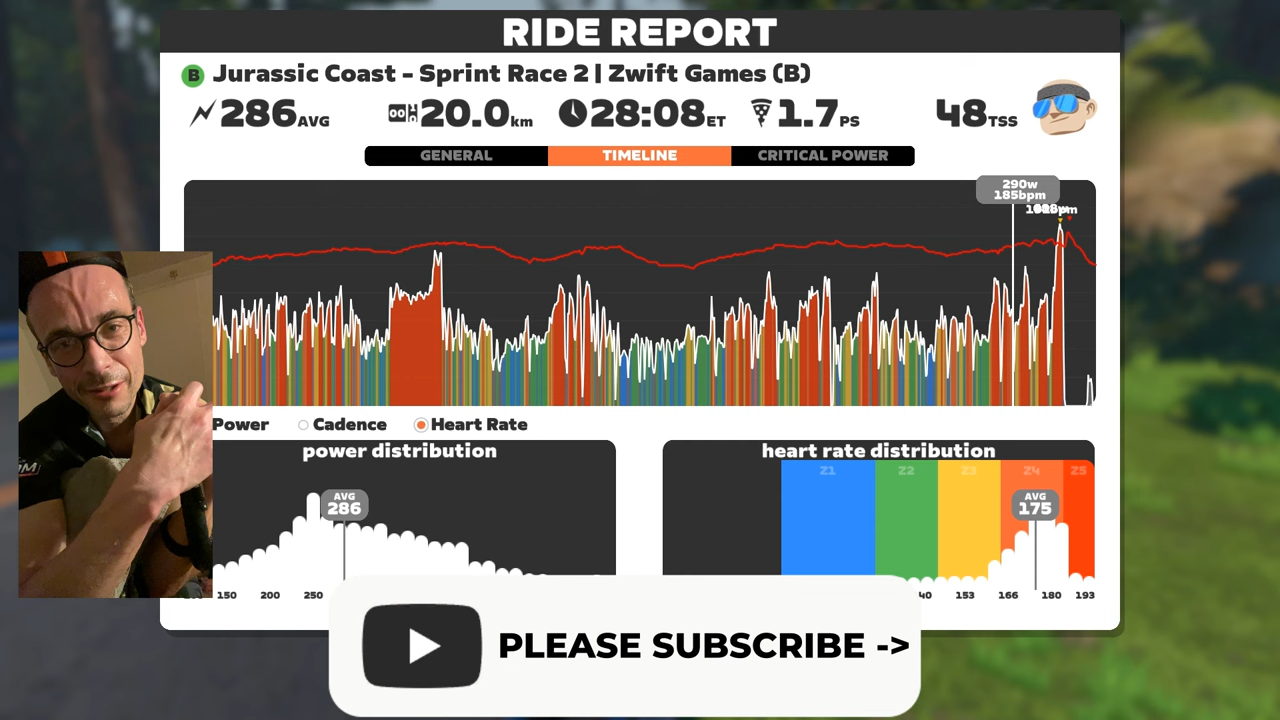 RIDE REPORT
B Jurassic Coast - Sprint Race 2 | Zwift Games (B)
286AVG 20.0km 28:08ET 1.7PS 48TSS
GENERAL TIMELINE CRITICAL POWER
290w
185bpm
Power Cadence Heart Rate
power distribution
AVG
286
150 200 250
heart rate distribution
Z1 Z2 Z3 Z4 Z5
AVG
175
153 166 180 193
PLEASE SUBSCRIBE ->